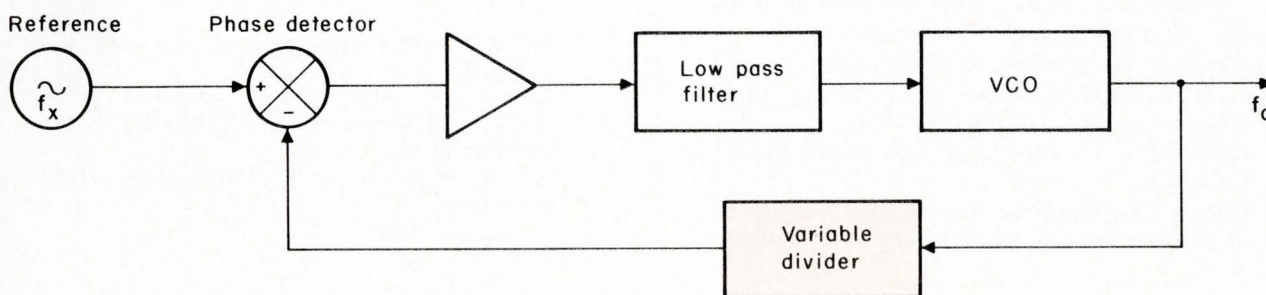 Reference
Phase detector
~
f x
+
−
Low pass
filter
VCO
Variable
divider